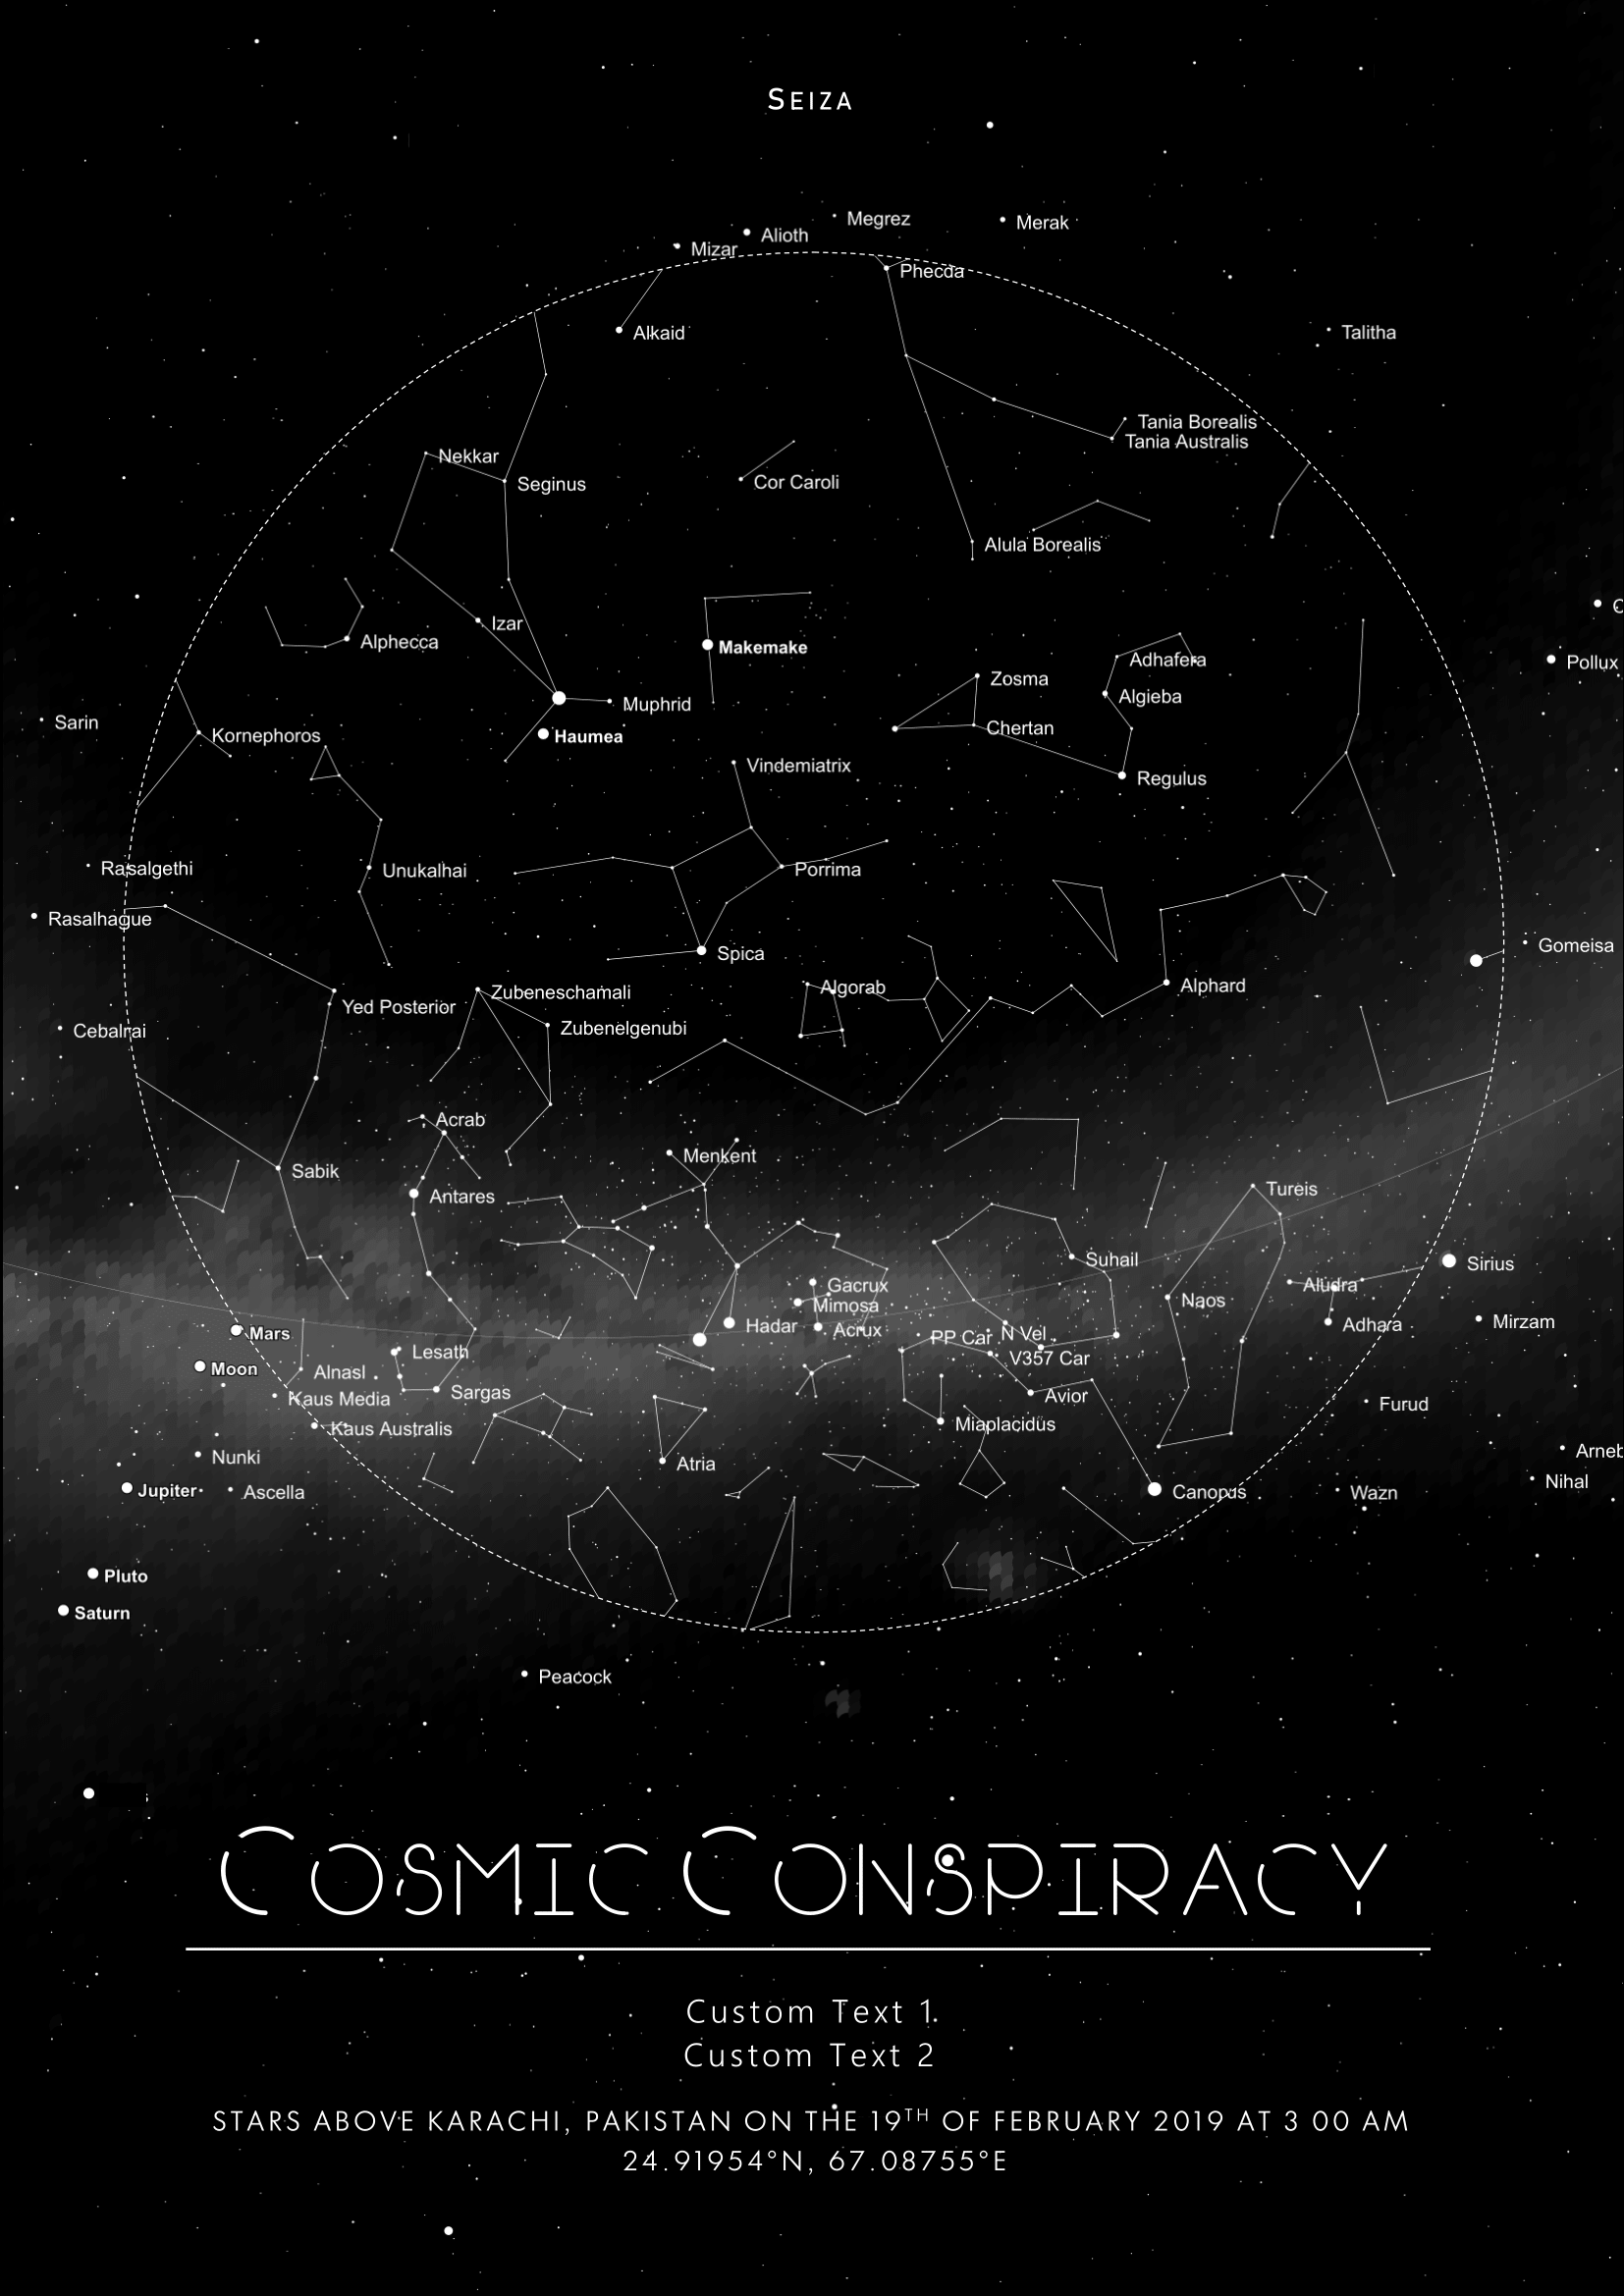 SEIZA
Megrez
Merak
Alioth
Mizar
Phecda
Alkaid
Talitha
Tania Borealis
Tania Australis
Nekkar
Seginus
Cor Caroli
Alula Borealis
Izar
Alphecca
Makemake
Adhafera
Pollux
Zosma
Algieba
Muphrid
Sarin
Kornephoros
Haumea
Chertan
Vindemiatrix
Regulus
Rasalgethi
Unukalhai
Porrima
Rasalhague
Spica
Gomeisa
Algorab
Alphard
Zubeneschamali
Yed Posterior
Zubenelgenubi
Cebalrai
Acrab
Menkent
Sabik
Antares
Tureis
Suhail
Sirius
Gacrux
Aludra
Mimosa
Naos
Mars
Hadar
Acrux
PP Car
N Vel
Adhara
Mirzam
Lesath
V357 Car
Moon
Alnasl
Sargas
Avior
Kaus Media
Furud
Miaplacidus
Kaus Australis
Nunki
Atria
Arneb
Nihal
Jupiter
Ascella
Canopus
Wazn
Pluto
Saturn
Peacock
COSMIC CONSPIRACY
Custom Text 1
Custom Text 2
STARS ABOVE KARACHI, PAKISTAN ON THE 19TH OF FEBRUARY 2019 AT 3 00 AM
24.91954°N, 67.08755°E